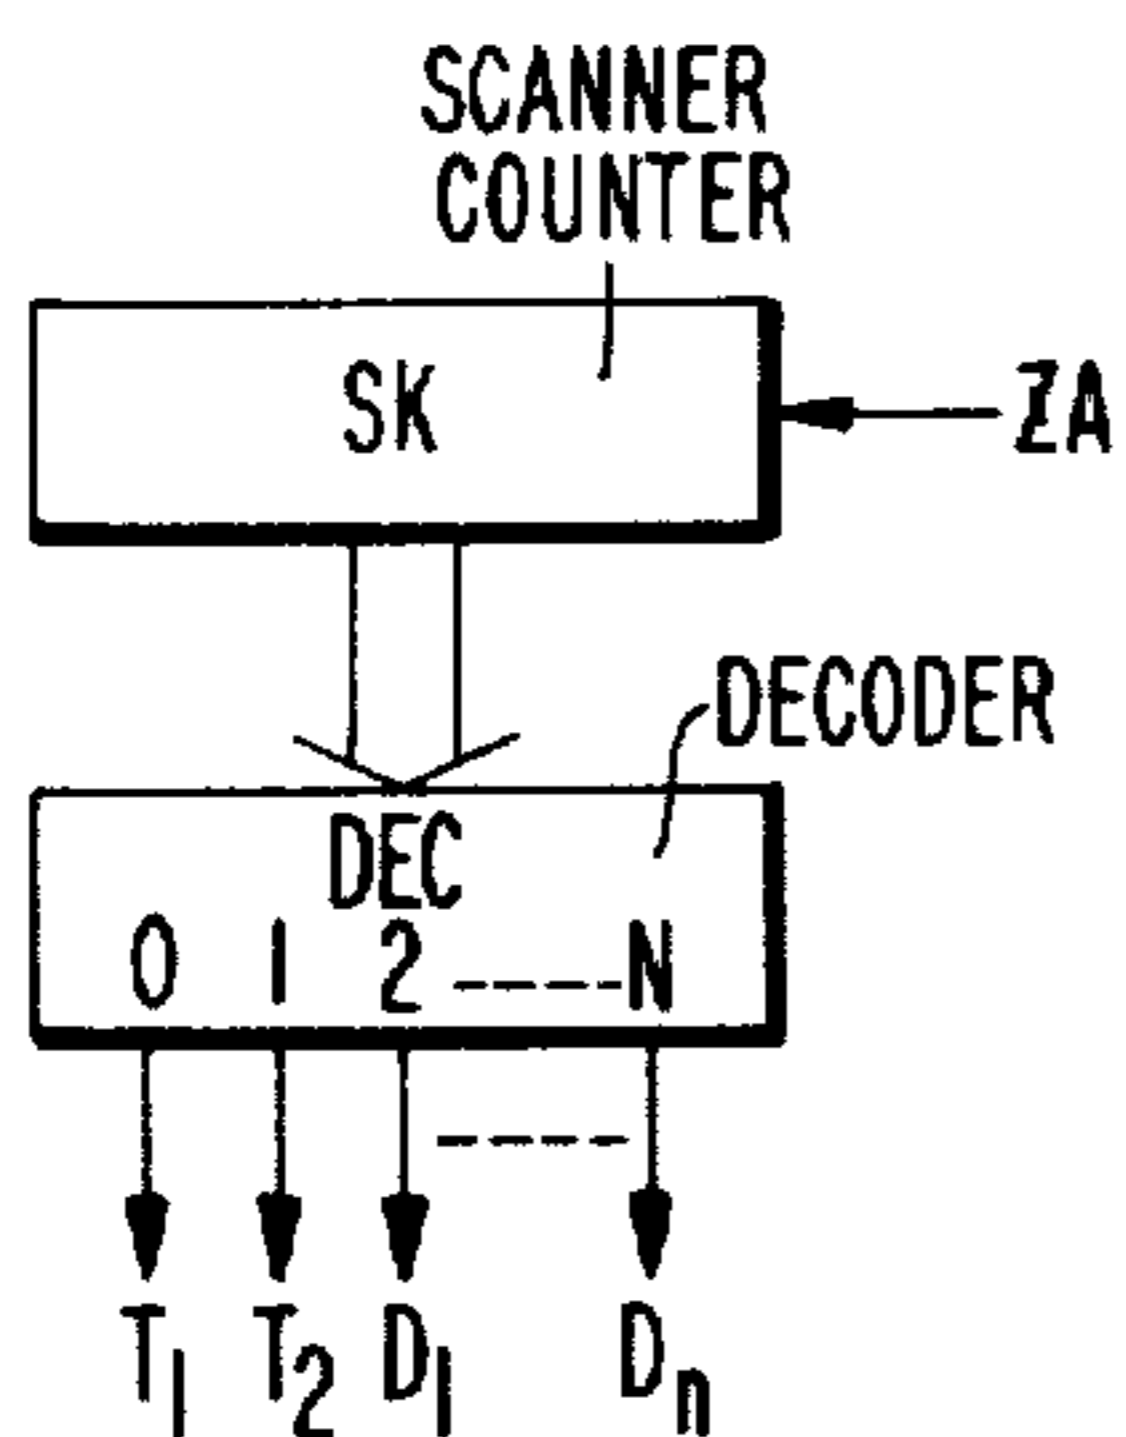 SCANNER
COUNTER
SK
ZA
DECODER
DEC
0 1 2 -----N
-----
T1 T2 D1 Dn